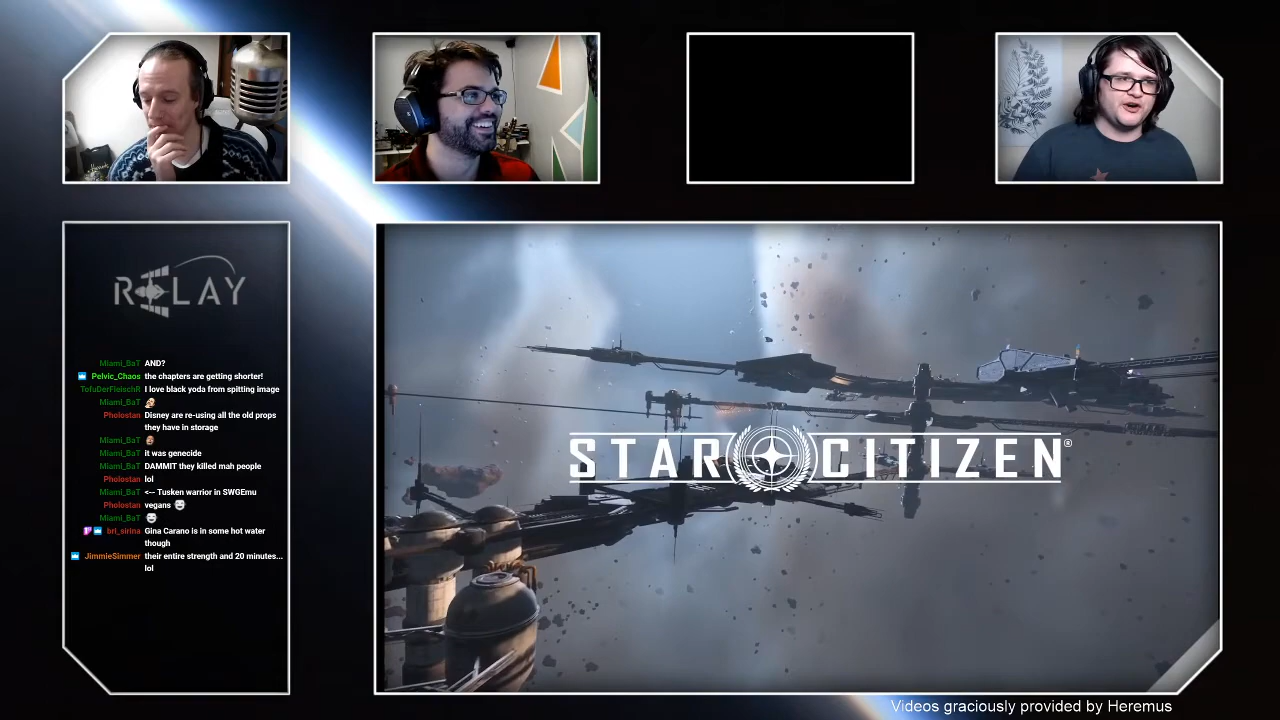 RELAY
Miami_BaT AND?
Pelvic_Chaos the chapters are getting shorter!
TofuDerFleischR I love black yoda from spitting image
Miami_BaT
Pholostan Disney are re-using all the old props
they have in storage
Miami_BaT
Miami_BaT it was genecide
Miami_BaT DAMMIT they killed mah people
Pholostan lol
Miami_BaT <-- Tusken warrior in SWGEmu
Pholostan vegans
Miami_BaT
bri_sirina Gina Carano is in some hot water
though
JimmieSimmer their entire strength and 20 minutes...
lol
STAR CITIZEN®
Videos graciously provided by Heremus